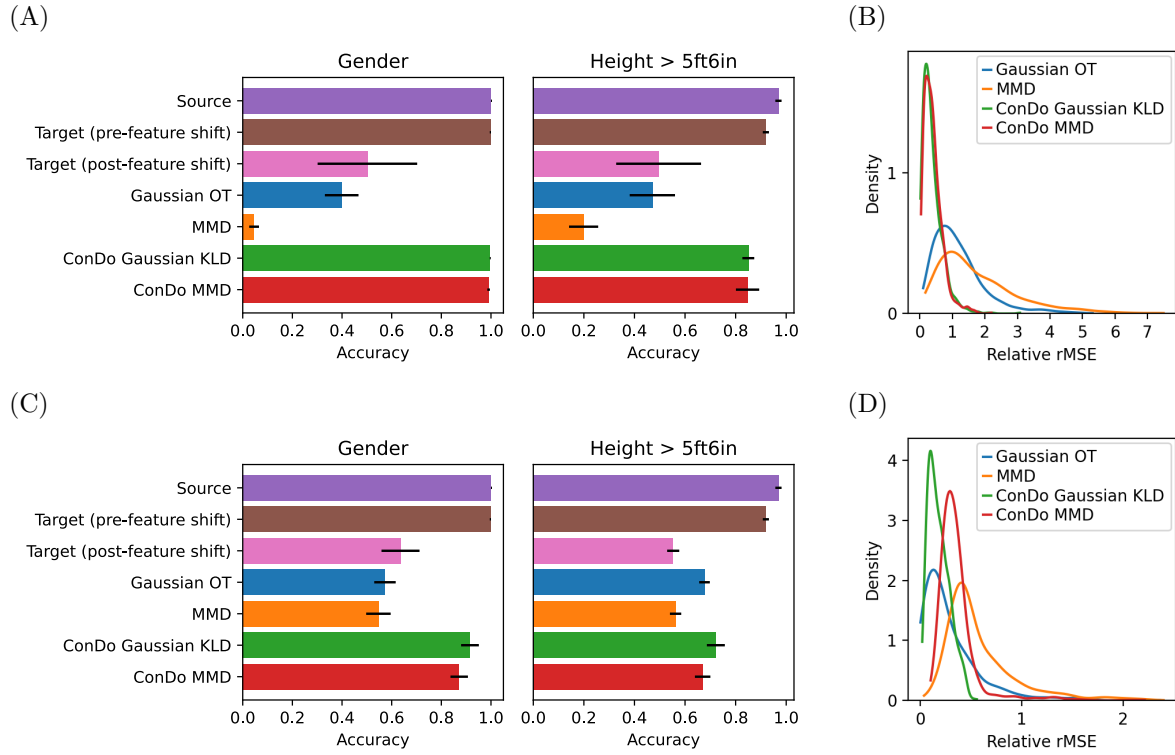 (A)
(B)
Gender
Height > 5ft6in
Source
Target (pre-feature shift)
Target (post-feature shift)
Gaussian OT
MMD
ConDo Gaussian KLD
ConDo MMD
0.0 0.2 0.4 0.6 0.8 1.0
Accuracy
0.0 0.2 0.4 0.6 0.8 1.0
Accuracy
Gaussian OT
MMD
ConDo Gaussian KLD
ConDo MMD
Density
1
0
0 1 2 3 4 5 6 7
Relative rMSE
(C)
(D)
Gender
Height > 5ft6in
Source
Target (pre-feature shift)
Target (post-feature shift)
Gaussian OT
MMD
ConDo Gaussian KLD
ConDo MMD
0.0 0.2 0.4 0.6 0.8 1.0
Accuracy
0.0 0.2 0.4 0.6 0.8 1.0
Accuracy
Gaussian OT
MMD
ConDo Gaussian KLD
ConDo MMD
Density
4
3
2
1
0
0 1 2
Relative rMSE